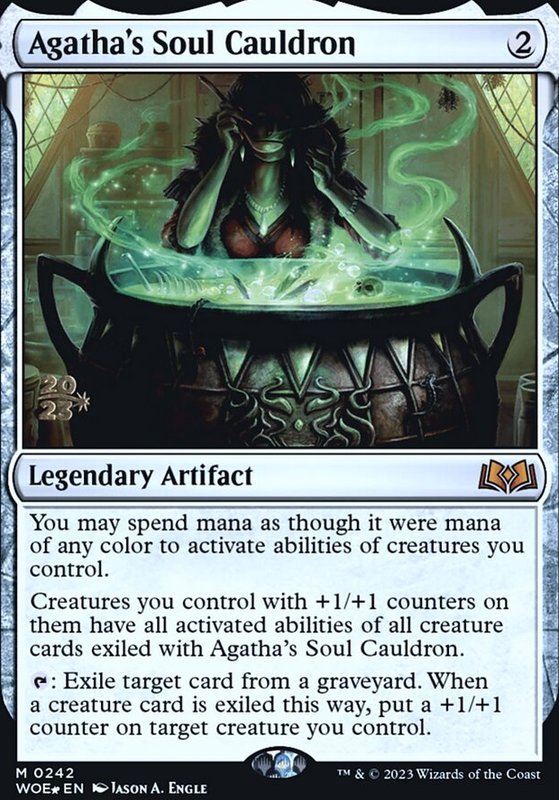 Agatha's Soul Cauldron 2
20
23
Legendary Artifact
You may spend mana as though it were mana
of any color to activate abilities of creatures you
control.
Creatures you control with +1/+1 counters on
them have all activated abilities of all creature
cards exiled with Agatha's Soul Cauldron.
: Exile target card from a graveyard. When
a creature card is exiled this way, put a +1/+1
counter on target creature you control.
M 0242
WOE★EN Jason A. Engle
™ & © 2023 Wizards of the Coast